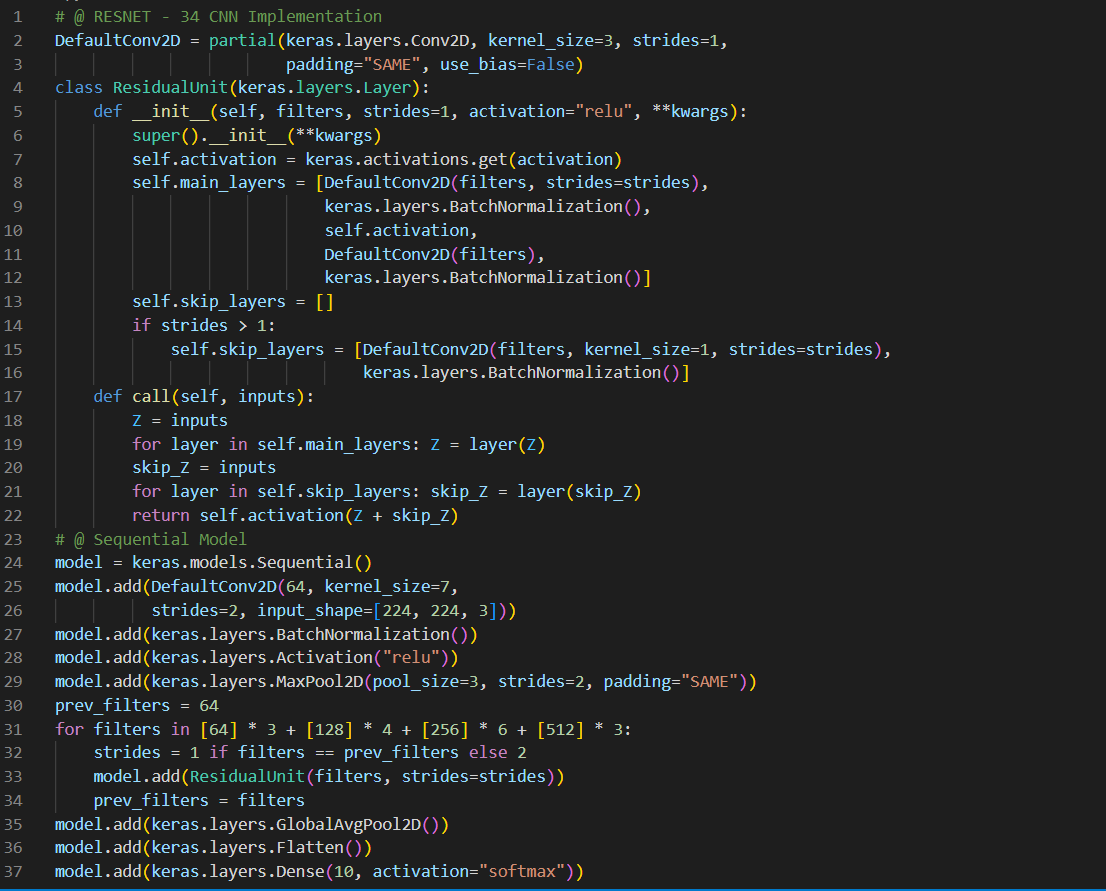 1 # @ RESNET - 34 CNN Implementation
2 DefaultConv2D = partial(keras.layers.Conv2D, kernel_size=3, strides=1,
3                         padding="SAME", use_bias=False)
4 class ResidualUnit(keras.layers.Layer):
5     def __init__(self, filters, strides=1, activation="relu", **kwargs):
6         super().__init__(**kwargs)
7         self.activation = keras.activations.get(activation)
8         self.main_layers = [DefaultConv2D(filters, strides=strides),
9                             keras.layers.BatchNormalization(),
10                             self.activation,
11                             DefaultConv2D(filters),
12                             keras.layers.BatchNormalization()]
13         self.skip_layers = []
14         if strides > 1:
15             self.skip_layers = [DefaultConv2D(filters, kernel_size=1, strides=strides),
16                                 keras.layers.BatchNormalization()]
17     def call(self, inputs):
18         Z = inputs
19         for layer in self.main_layers: Z = layer(Z)
20         skip_Z = inputs
21         for layer in self.skip_layers: skip_Z = layer(skip_Z)
22         return self.activation(Z + skip_Z)
23 # @ Sequential Model
24 model = keras.models.Sequential()
25 model.add(DefaultConv2D(64, kernel_size=7,
26           strides=2, input_shape=[224, 224, 3]))
27 model.add(keras.layers.BatchNormalization())
28 model.add(keras.layers.Activation("relu"))
29 model.add(keras.layers.MaxPool2D(pool_size=3, strides=2, padding="SAME"))
30 prev_filters = 64
31 for filters in [64] * 3 + [128] * 4 + [256] * 6 + [512] * 3:
32     strides = 1 if filters == prev_filters else 2
33     model.add(ResidualUnit(filters, strides=strides))
34     prev_filters = filters
35 model.add(keras.layers.GlobalAvgPool2D())
36 model.add(keras.layers.Flatten())
37 model.add(keras.layers.Dense(10, activation="softmax"))